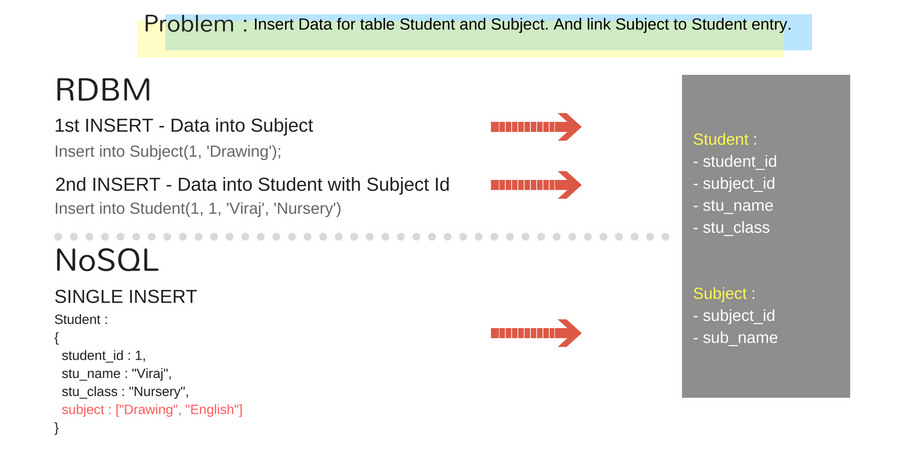 Problem : Insert Data for table Student and Subject. And link Subject to Student entry.
RDBM
1st INSERT - Data into Subject
Insert into Subject(1, 'Drawing');
2nd INSERT - Data into Student with Subject Id
Insert into Student(1, 1, 'Viraj', 'Nursery')
NoSQL
SINGLE INSERT
Student :
{
student_id : 1,
stu_name : "Viraj",
stu_class : "Nursery",
subject : ["Drawing", "English"]
}
Student :
- student_id
- subject_id
- stu_name
- stu_class
Subject :
- subject_id
- sub_name